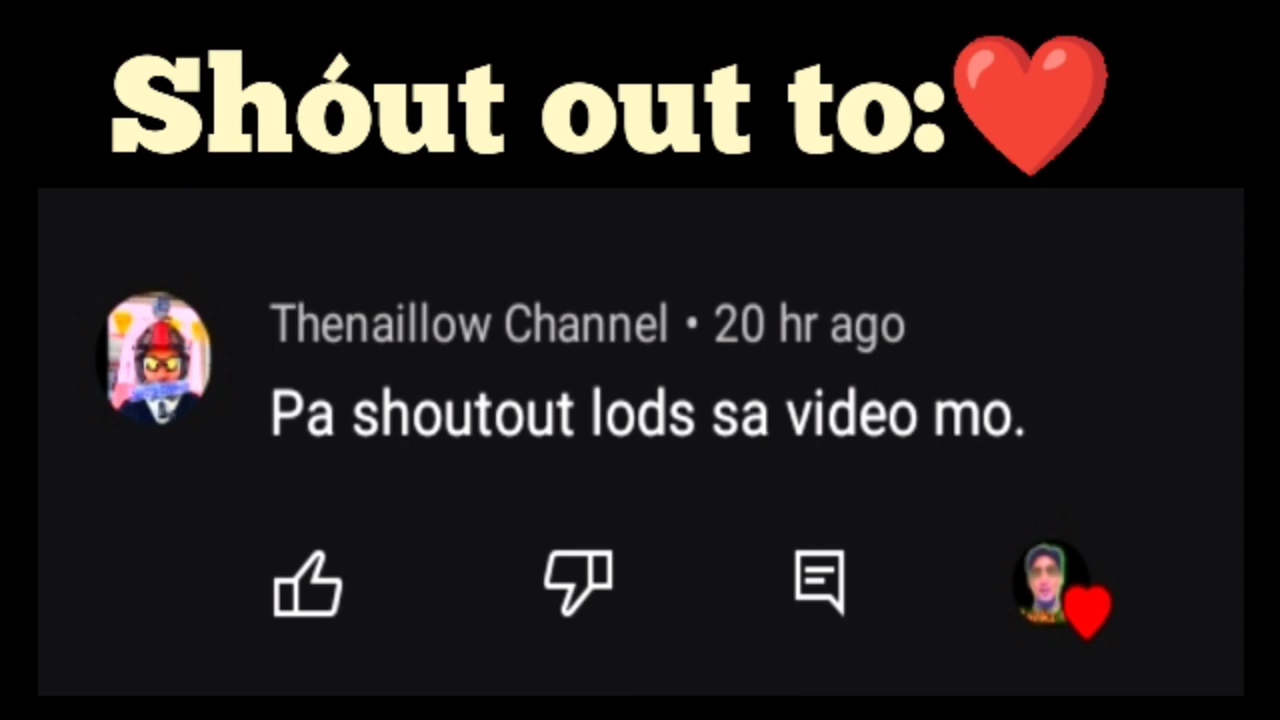 Shóut out to:❤️
Thenaillow Channel • 20 hr ago
Pa shoutout lods sa video mo.